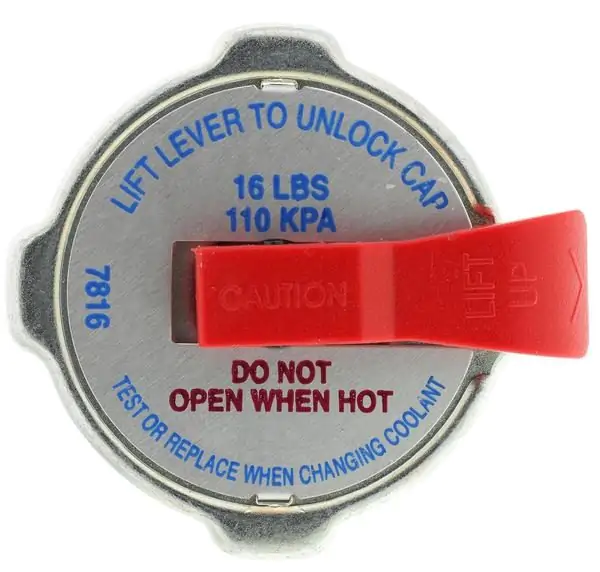 LIFT LEVER TO UNLOCK CAP
16 LBS
110 KPA
7816
CAUTION
LIFT
UP
DO NOT
OPEN WHEN HOT
TEST OR REPLACE WHEN CHANGING COOLANT